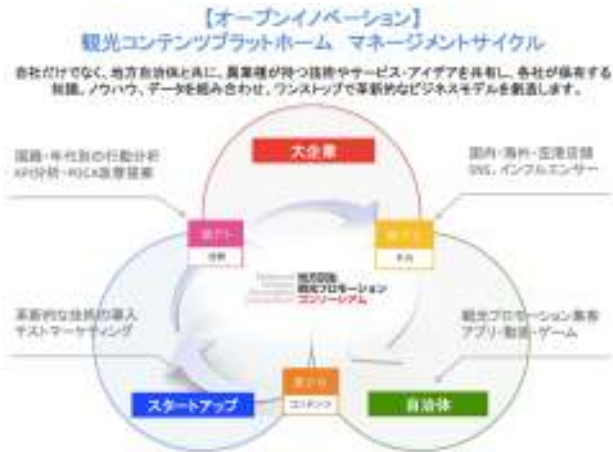 【オープンイノベーション】
観光コンテンツプラットホーム マネージメントサイクル
自社だけでなく、地方自治体と共に、異業種が持つ技術やサービス・アイデアを共有し、各社が保有する
知識、ノウハウ、データを組み合わせ、ワンストップで革新的なビジネスモデルを創造します。
大企業
国籍・年代別の行動分析
KPI分析・PDCA改善提案
国内・海外・空港店舗
SNS、インフルエンサー
分析
地方創生
観光プロモーション
コンソーシアム
革新的な技術の導入
テストマーケティング
観光プロモーション集客
アプリ・動画・ゲーム
スタートアップ
コンテンツ
自治体